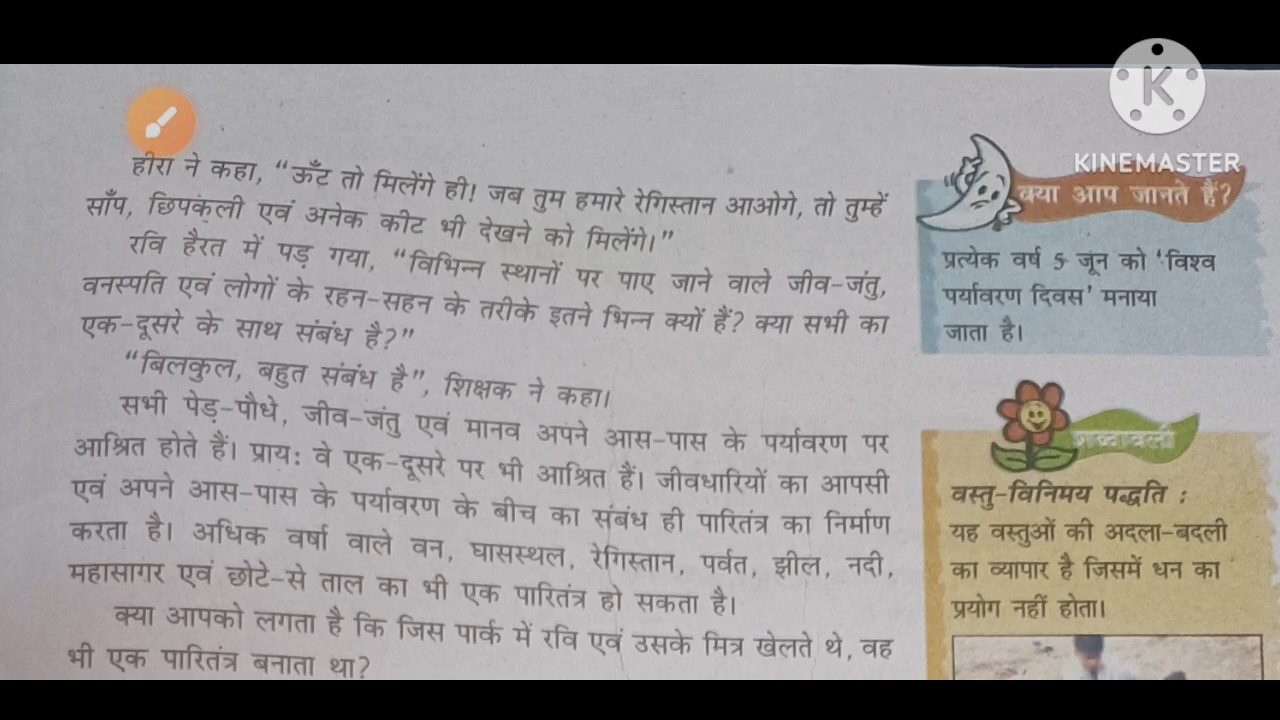 हीरा ने कहा, “ऊँट तो मिलेंगे ही! जब तुम हमारे रेगिस्तान आओगे, तो तुम्हें
साँप, छिपकली एवं अनेक कीट भी देखने को मिलेंगे।”
रवि हैरत में पड़ गया, “विभिन्न स्थानों पर पाए जाने वाले जीव-जंतु,
वनस्पति एवं लोगों के रहन-सहन के तरीके इतने भिन्न क्यों हैं? क्या सभी का
एक-दूसरे के साथ संबंध है?”
“बिलकुल, बहुत संबंध है”, शिक्षक ने कहा।
सभी पेड़-पौधे, जीव-जंतु एवं मानव अपने आस-पास के पर्यावरण पर
आश्रित होते हैं। प्राय: वे एक-दूसरे पर भी आश्रित हैं। जीवधारियों का आपसी
एवं अपने आस-पास के पर्यावरण के बीच का संबंध ही पारितंत्र का निर्माण
करता है। अधिक वर्षा वाले वन, घासस्थल, रेगिस्तान, पर्वत, झील, नदी,
महासागर एवं छोटे-से ताल का भी एक पारितंत्र हो सकता है।
क्या आपको लगता है कि जिस पार्क में रवि एवं उसके मित्र खेलते थे, वह
भी एक पारितंत्र बनाता था?
K
KINEMASTER
क्या आप जानते हैं?
प्रत्येक वर्ष 5 जून को ‘विश्व
पर्यावरण दिवस’ मनाया
जाता है।
शब्दावली
वस्तु-विनिमय पद्धति :
यह वस्तुओं की अदला-बदली
का व्यापार है जिसमें धन का
प्रयोग नहीं होता।